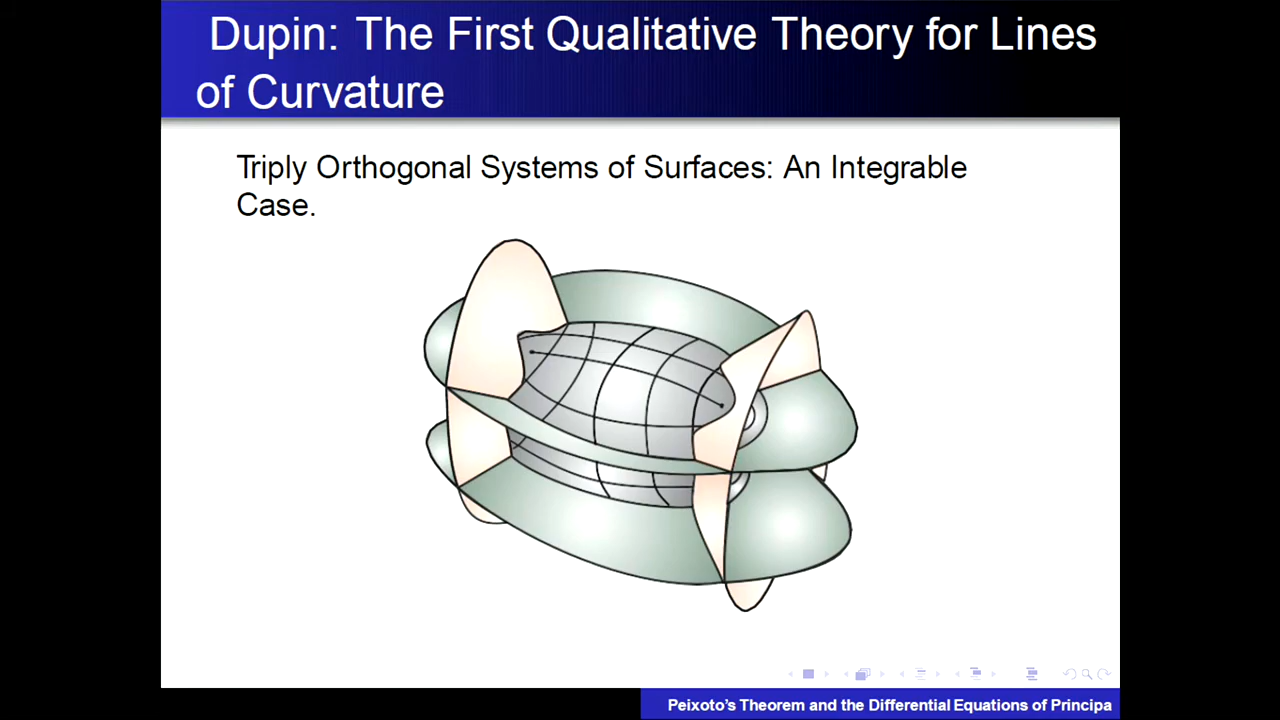 Dupin: The First Qualitative Theory for Lines
of Curvature
Triply Orthogonal Systems of Surfaces: An Integrable
Case.
Peixoto's Theorem and the Differential Equations of Principa